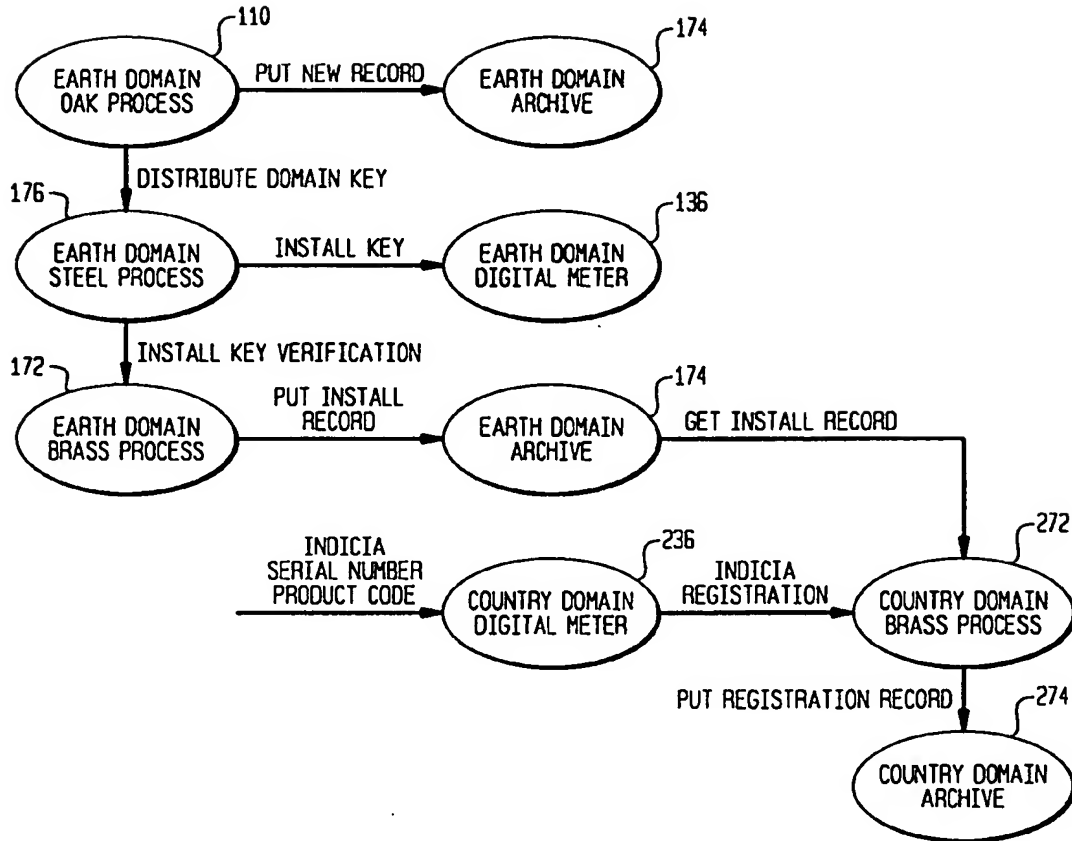 110
174
EARTH DOMAIN
OAK PROCESS
PUT NEW RECORD
EARTH DOMAIN
ARCHIVE
DISTRIBUTE DOMAIN KEY
176
136
EARTH DOMAIN
STEEL PROCESS
INSTALL KEY
EARTH DOMAIN
DIGITAL METER
INSTALL KEY VERIFICATION
172
174
EARTH DOMAIN
BRASS PROCESS
PUT INSTALL
RECORD
EARTH DOMAIN
ARCHIVE
GET INSTALL RECORD
INDICIA
SERIAL NUMBER
PRODUCT CODE
236
COUNTRY DOMAIN
DIGITAL METER
INDICIA
REGISTRATION
272
COUNTRY DOMAIN
BRASS PROCESS
PUT REGISTRATION RECORD
274
COUNTRY DOMAIN
ARCHIVE